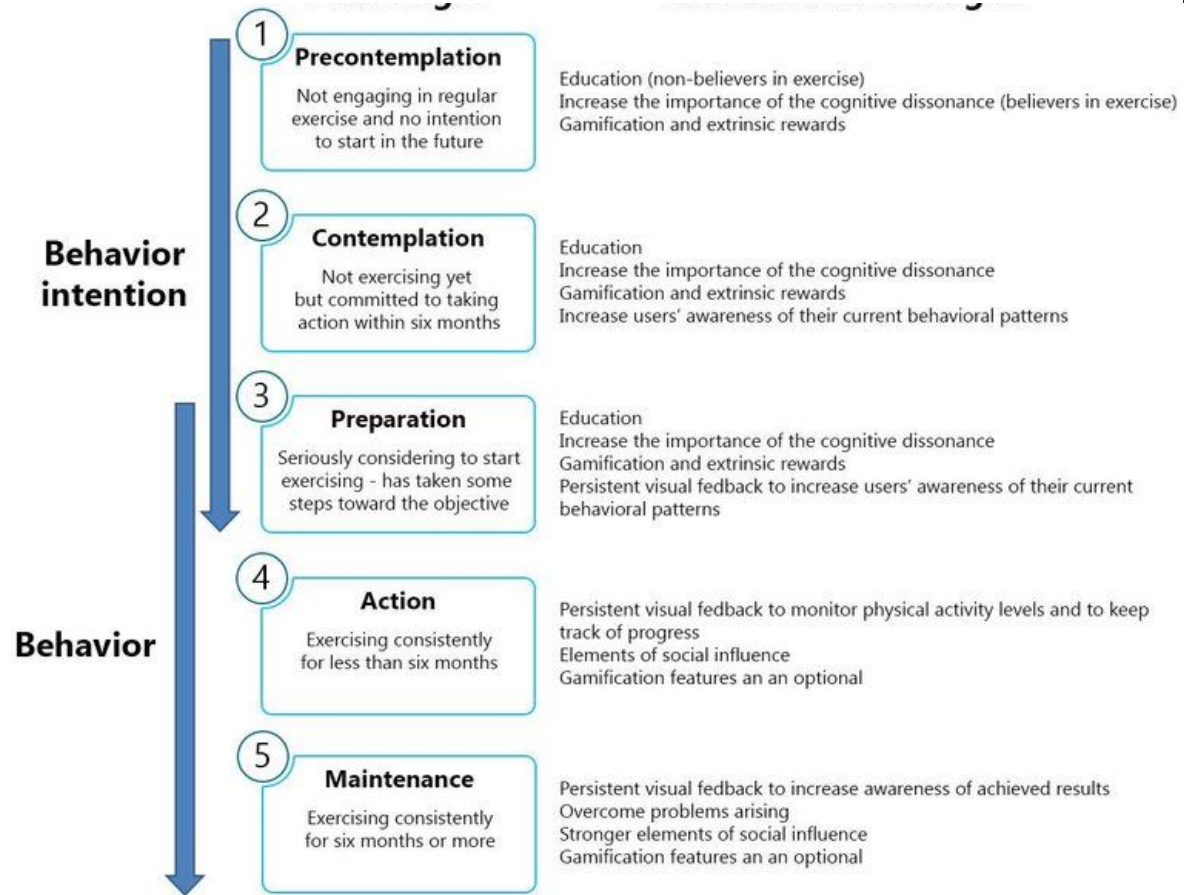 1
Precontemplation
Not engaging in regular
exercise and no intention
to start in the future
Education (non-believers in exercise)
Increase the importance of the cognitive dissonance (believers in exercise)
Gamification and extrinsic rewards
Behavior
intention
2
Contemplation
Not exercising yet
but committed to taking
action within six months
Education
Increase the importance of the cognitive dissonance
Gamification and extrinsic rewards
Increase users' awareness of their current behavioral patterns
3
Preparation
Seriously considering to start
exercising - has taken some
steps toward the objective
Education
Increase the importance of the cognitive dissonance
Gamification and extrinsic rewards
Persistent visual fedback to increase users' awareness of their current
behavioral patterns
Behavior
4
Action
Exercising consistently
for less than six months
Persistent visual fedback to monitor physical activity levels and to keep
track of progress
Elements of social influence
Gamification features an an optional
5
Maintenance
Exercising consistently
for six months or more
Persistent visual fedback to increase awareness of achieved results
Overcome problems arising
Stronger elements of social influence
Gamification features an an optional